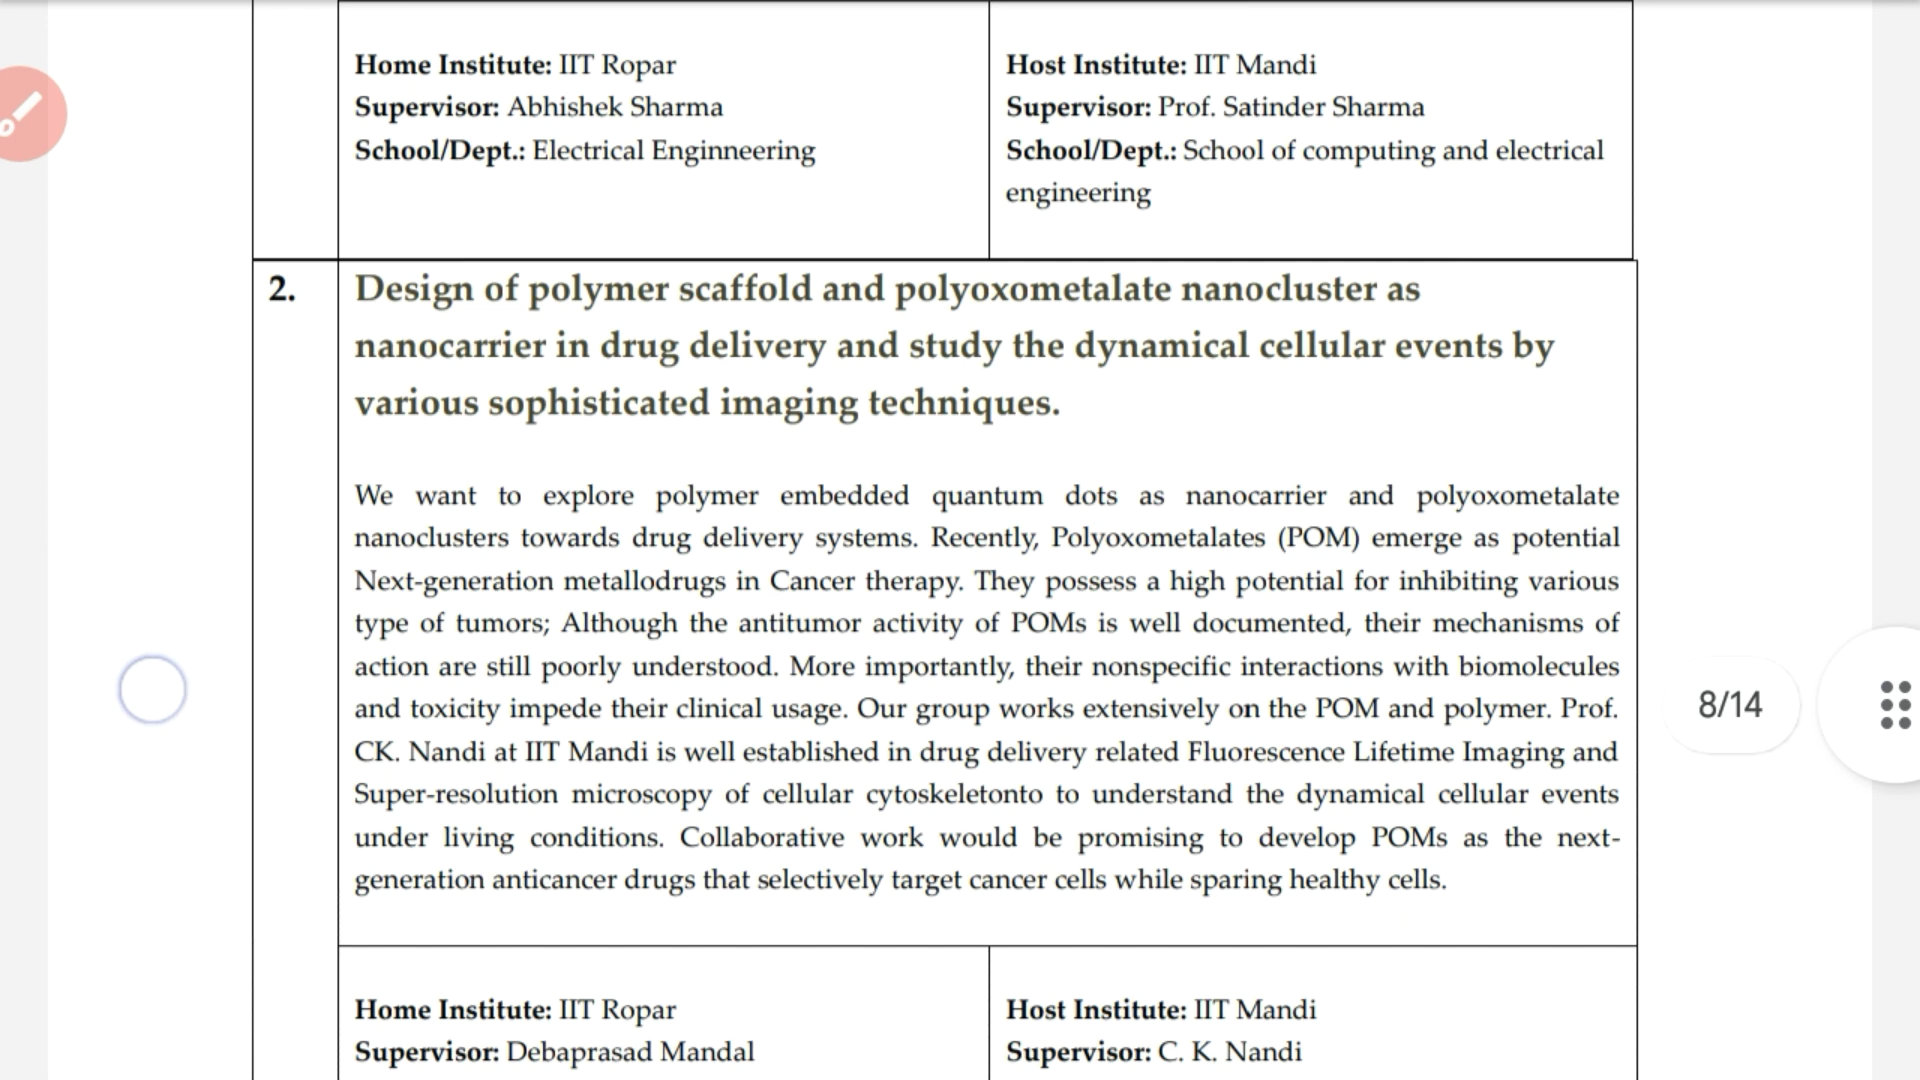 Home Institute: IIT Ropar
Supervisor: Abhishek Sharma
School/Dept.: Electrical Enginneering
Host Institute: IIT Mandi
Supervisor: Prof. Satinder Sharma
School/Dept.: School of computing and electrical
engineering
2.
Design of polymer scaffold and polyoxometalate nanocluster as
nanocarrier in drug delivery and study the dynamical cellular events by
various sophisticated imaging techniques.
We want to explore polymer embedded quantum dots as nanocarrier and polyoxometalate
nanoclusters towards drug delivery systems. Recently, Polyoxometalates (POM) emerge as potential
Next-generation metallodrugs in Cancer therapy. They possess a high potential for inhibiting various
type of tumors; Although the antitumor activity of POMs is well documented, their mechanisms of
action are still poorly understood. More importantly, their nonspecific interactions with biomolecules
and toxicity impede their clinical usage. Our group works extensively on the POM and polymer. Prof.
CK. Nandi at IIT Mandi is well established in drug delivery related Fluorescence Lifetime Imaging and
Super-resolution microscopy of cellular cytoskeletonto to understand the dynamical cellular events
under living conditions. Collaborative work would be promising to develop POMs as the next-
generation anticancer drugs that selectively target cancer cells while sparing healthy cells.
8/14
Home Institute: IIT Ropar
Supervisor: Debaprasad Mandal
Host Institute: IIT Mandi
Supervisor: C. K. Nandi